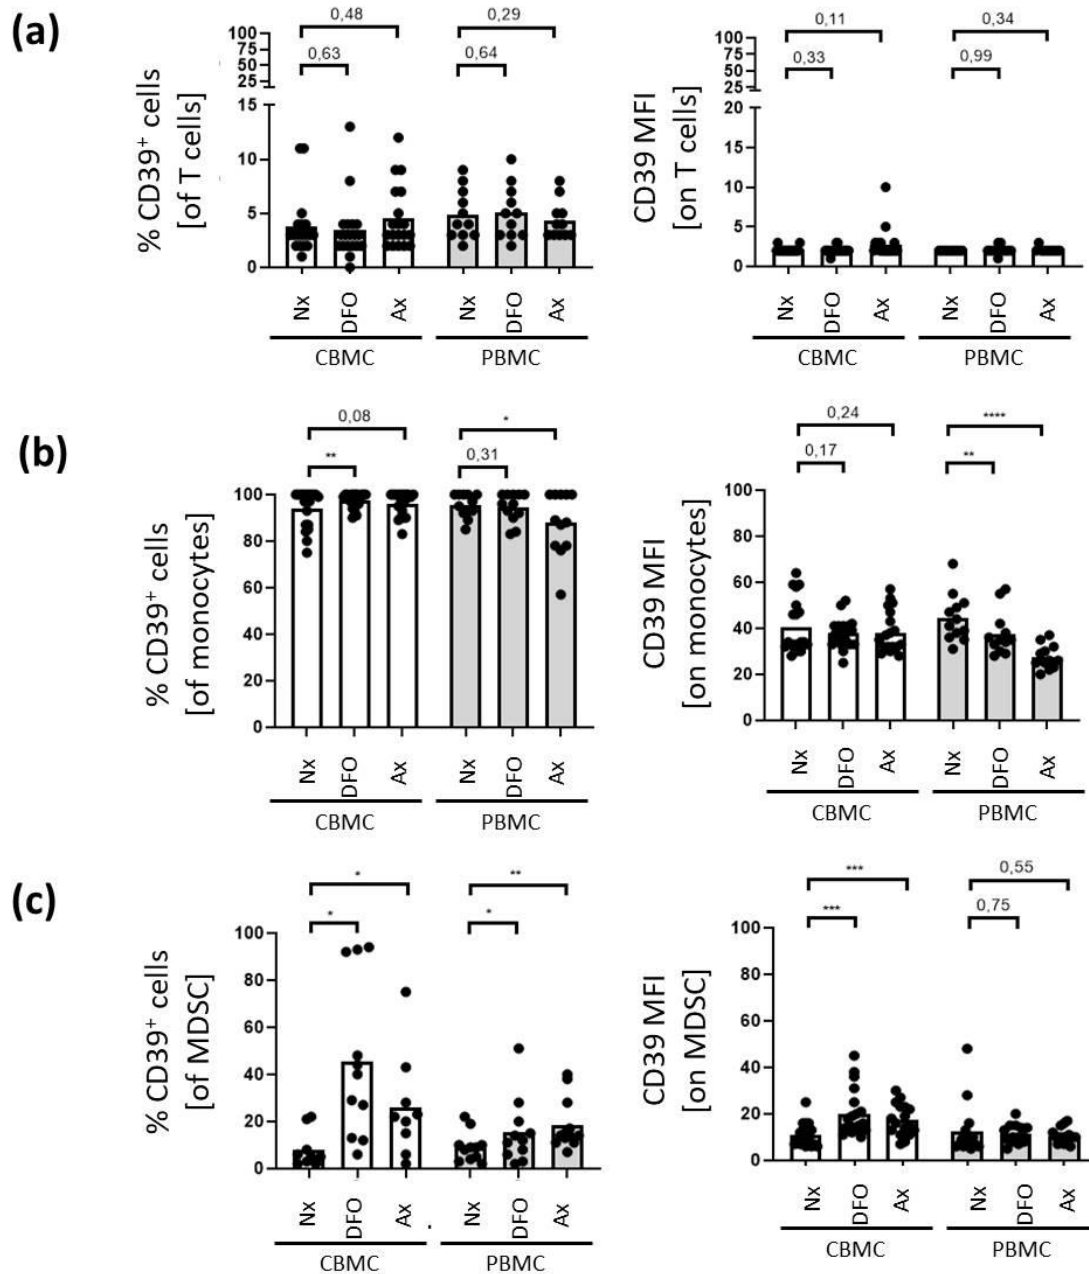 (a)
% CD39+ cells
[of T cells]
0,48
0,63
0,29
0,64
100
75
50
25
15
10
5
0
Nx
DFO
Ax
Nx
DFO
Ax
CBMC
PBMC
CD39 MFI
[on T cells]
0,11
0,33
0,34
0,99
100
75
50
25
20
15
10
5
0
Nx
DFO
Ax
Nx
DFO
Ax
CBMC
PBMC
(b)
% CD39+ cells
[of monocytes]
0,08
**
*
0,31
100
80
60
40
20
0
Nx
DFO
Ax
Nx
DFO
Ax
CBMC
PBMC
CD39 MFI
[on monocytes]
0,24
0,17
****
**
100
80
60
40
20
0
Nx
DFO
Ax
Nx
DFO
Ax
CBMC
PBMC
(c)
% CD39+ cells
[of MDSC]
*
*
**
*
100
80
60
40
20
0
Nx
DFO
Ax
Nx
DFO
Ax
CBMC
PBMC
CD39 MFI
[on MDSC]
***
***
0,55
0,75
100
80
60
40
20
0
Nx
DFO
Ax
Nx
DFO
Ax
CBMC
PBMC